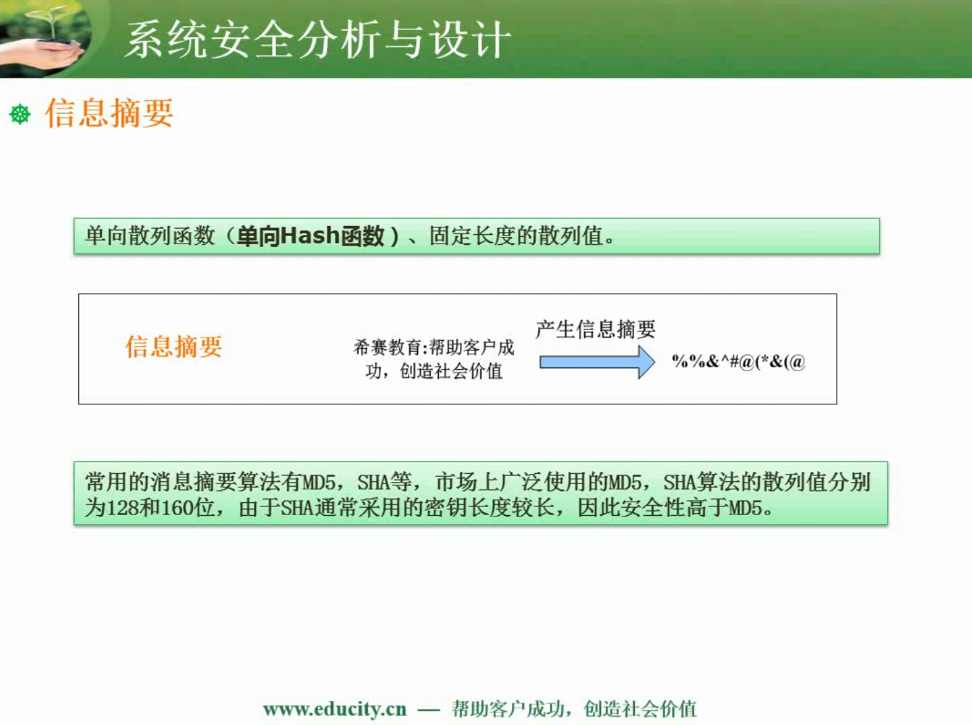 系统安全分析与设计
信息摘要
单向散列函数（单向Hash函数）、固定长度的散列值。
产生信息摘要
信息摘要
希赛教育:帮助客户成
功，创造社会价值
%%&^#@(*&(@
常用的消息摘要算法有MD5，SHA等，市场上广泛使用的MD5，SHA算法的散列值分别
为128和160位，由于SHA通常采用的密钥长度较长，因此安全性高于MD5。
www.educity.cn — 帮助客户成功，创造社会价值